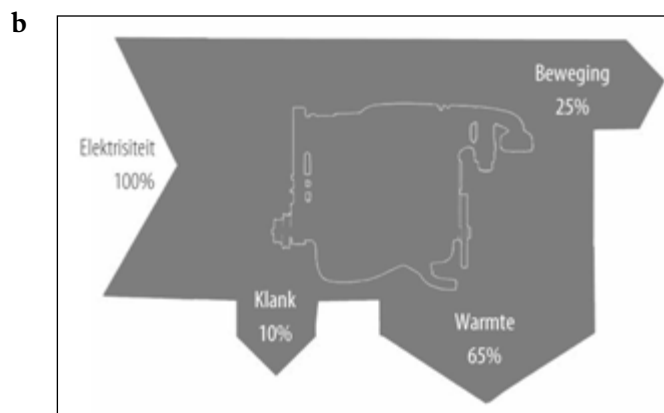 b
Beweging
25%
Elektrisiteit
100%
Klank
10%
Warmte
65%